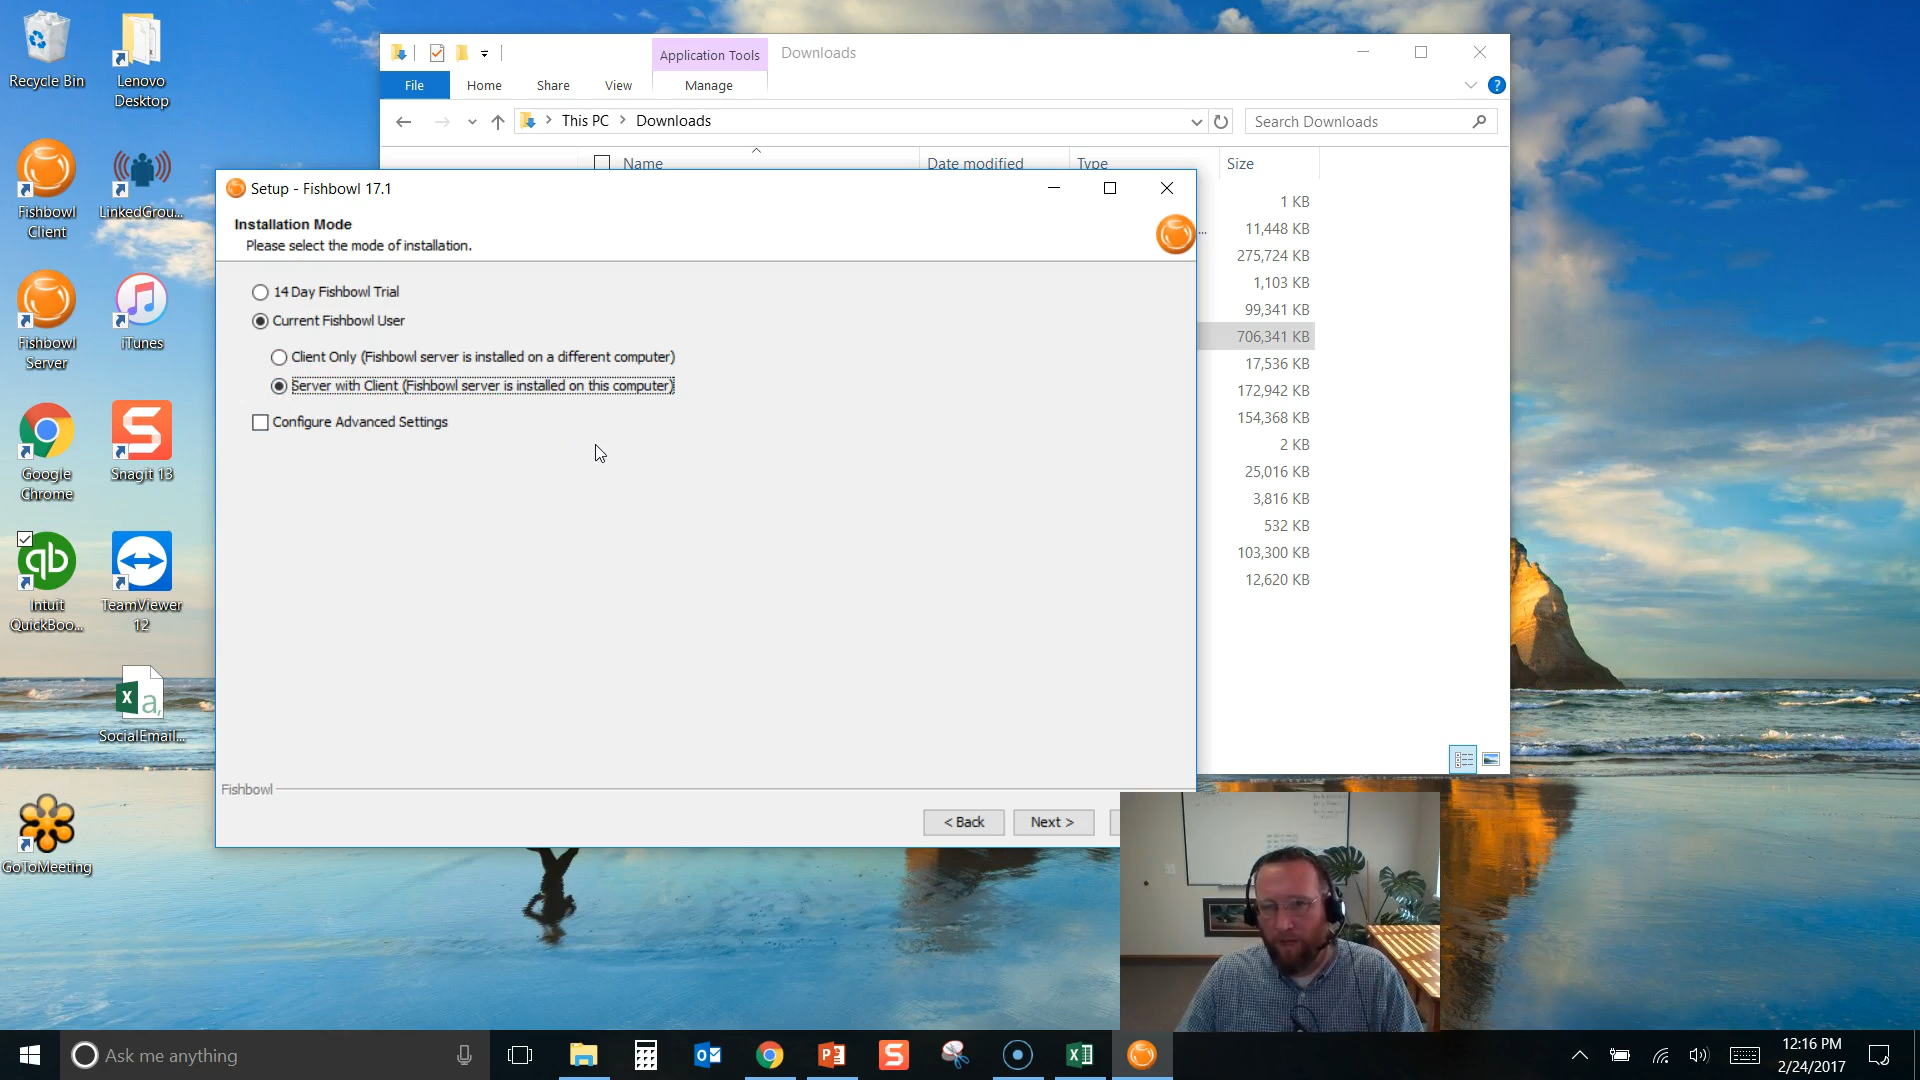 Recycle Bin
Lenovo
Desktop
Fishbowl
Client
LinkedGrou...
Fishbowl
Server
iTunes
Google
Chrome
Snagit 13
Intuit
QuickBoo...
TeamViewer
12
SocialEmail...
GoToMeeting
Application Tools
Downloads
File
Home
Share
View
Manage
This PC
Downloads
Search Downloads
Name
Date modified
Type
Size
1 KB
11,448 KB
275,724 KB
1,103 KB
99,341 KB
706,341 KB
17,536 KB
172,942 KB
154,368 KB
2 KB
25,016 KB
3,816 KB
532 KB
103,300 KB
12,620 KB
Setup - Fishbowl 17.1
Installation Mode
Please select the mode of installation.
14 Day Fishbowl Trial
Current Fishbowl User
Client Only (Fishbowl server is installed on a different computer)
Server with Client (Fishbowl server is installed on this computer)
Configure Advanced Settings
Fishbowl
< Back
Next >
Ask me anything
12:16 PM
2/24/2017